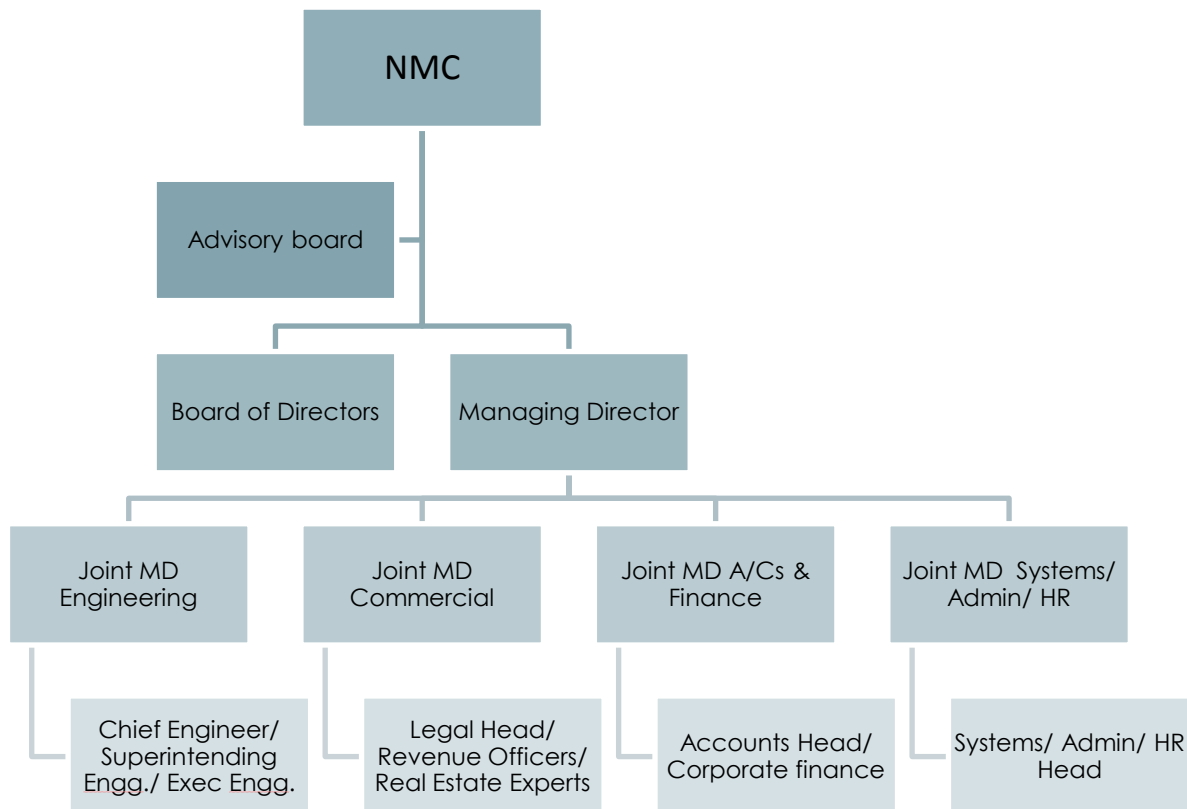 NMC
Advisory board
Board of Directors
Managing Director
Joint MD
Engineering
Joint MD
Commercial
Joint MD A/Cs &
Finance
Joint MD  Systems/
Admin/ HR
Chief Engineer/
Superintending
Engg./ Exec Engg.
Legal Head/
Revenue Officers/
Real Estate Experts
Accounts Head/
Corporate finance
Systems/ Admin/ HR
Head